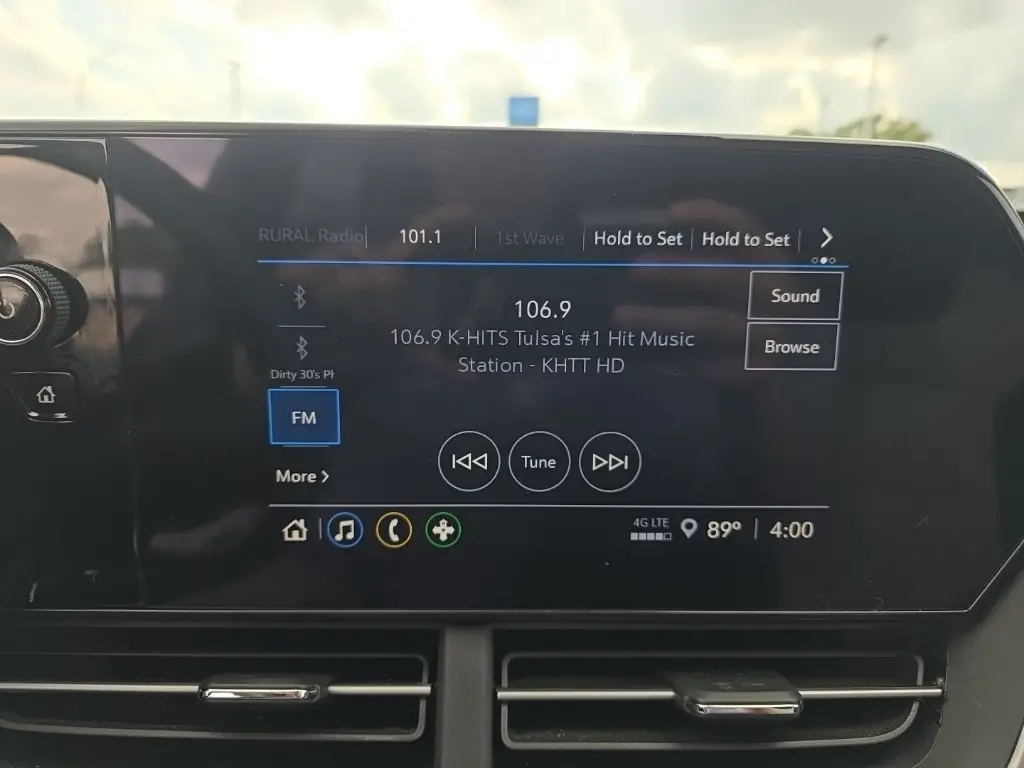 RURAL Radio 101.1 1st Wave Hold to Set Hold to Set
Sound
106.9
106.9 K-HITS Tulsa's #1 Hit Music
Station - KHTT HD
Browse
Dirty 30's Ph
FM
More
Tune
4G LTE 89° 4:00